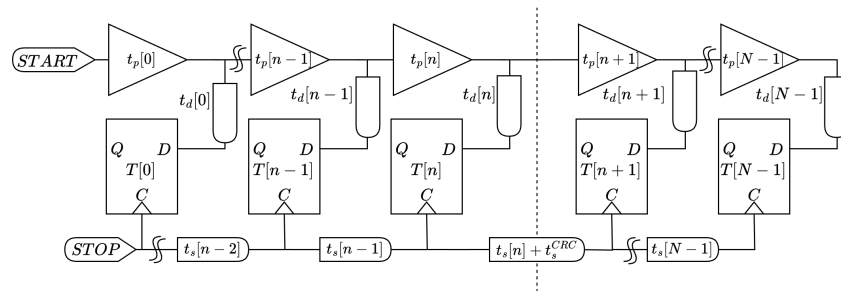 START t_p[0] t_p[n−1] t_p[n] t_p[n+1] t_p[N−1]
t_d[0] t_d[n−1] t_d[n] t_d[n+1] t_d[N−1]
Q D Q D Q D Q D Q D
T[0] T[n−1] T[n] T[n+1] T[N−1]
C C C C C
STOP t_s[n−2] t_s[n−1] t_s[n] + t_s^{CRC} t_s[N−1]